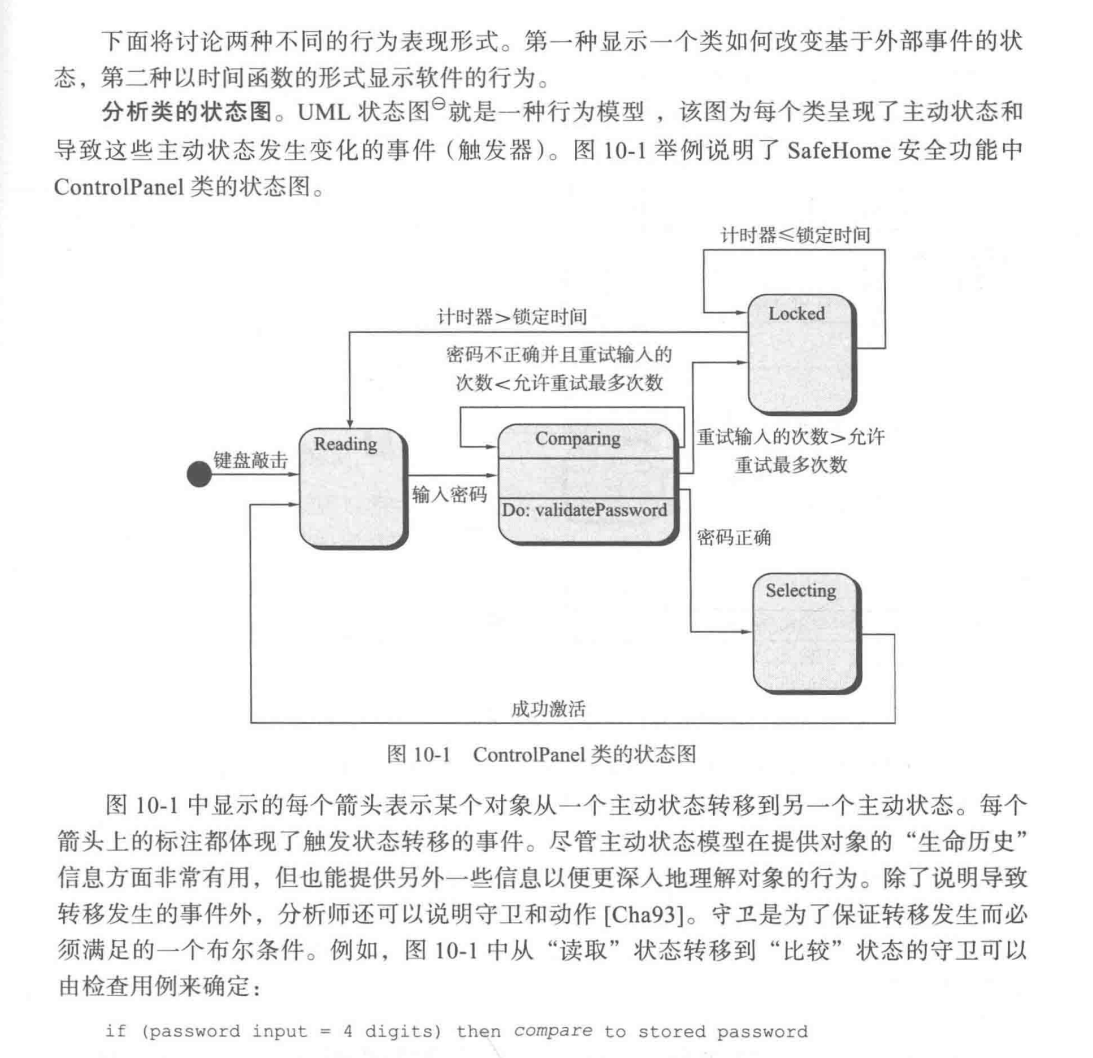 下面将讨论两种不同的行为表现形式。第一种显示一个类如何改变基于外部事件的状
态，第二种以时间函数的形式显示软件的行为。
分析类的状态图。UML 状态图⊖就是一种行为模型，该图为每个类呈现了主动状态和
导致这些主动状态发生变化的事件（触发器）。图 10-1 举例说明了 SafeHome 安全功能中
ControlPanel 类的状态图。
计时器≤锁定时间
Locked
计时器>锁定时间
密码不正确并且重试输入的
次数<允许重试最多次数
键盘敲击
Reading
输入密码
Comparing
Do: validatePassword
重试输入的次数>允许
重试最多次数
密码正确
Selecting
成功激活
图 10-1 ControlPanel 类的状态图
图 10-1 中显示的每个箭头表示某个对象从一个主动状态转移到另一个主动状态。每个
箭头上的标注都体现了触发状态转移的事件。尽管主动状态模型在提供对象的“生命历史”
信息方面非常有用，但也能提供另外一些信息以便更深入地理解对象的行为。除了说明导致
转移发生的事件外，分析师还可以说明守卫和动作 [Cha93]。守卫是为了保证转移发生而必
须满足的一个布尔条件。例如，图 10-1 中从“读取”状态转移到“比较”状态的守卫可以
由检查用例来确定：
if (password input = 4 digits) then compare to stored password